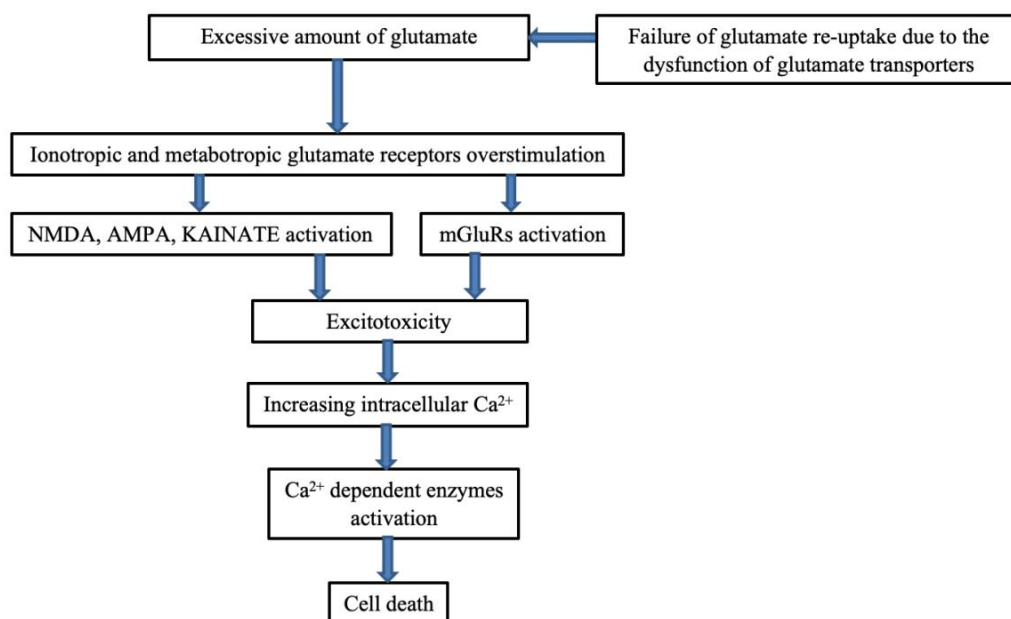 Excessive amount of glutamate
Failure of glutamate re-uptake due to the
dysfunction of glutamate transporters
Ionotropic and metabotropic glutamate receptors overstimulation
NMDA, AMPA, KAINATE activation
mGluRs activation
Excitotoxicity
Increasing intracellular Ca²⁺
Ca²⁺ dependent enzymes
activation
Cell death